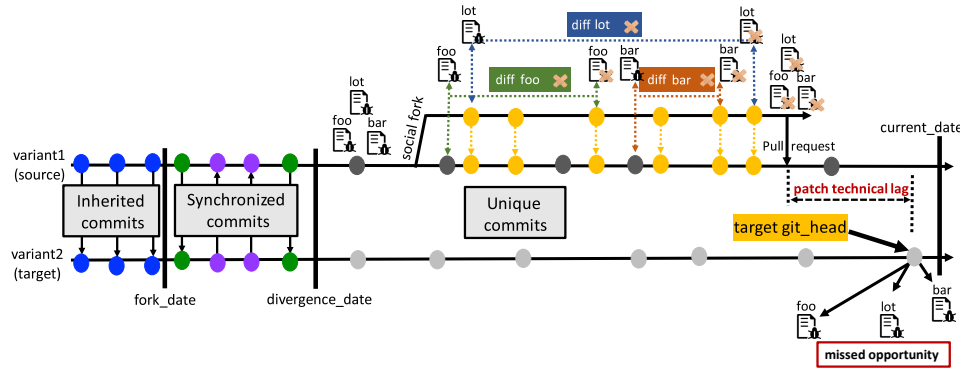 lot
diff lot
lot
lot
foo
foo
bar
bar
diff foo
diff bar
foo
bar
lot
foo
bar
social fork
current_date
variant1
(source)
Pull request
Inherited
commits
Synchronized
commits
Unique
commits
patch technical lag
target git_head
variant2
(target)
fork_date
divergence_date
foo
lot
bar
missed opportunity